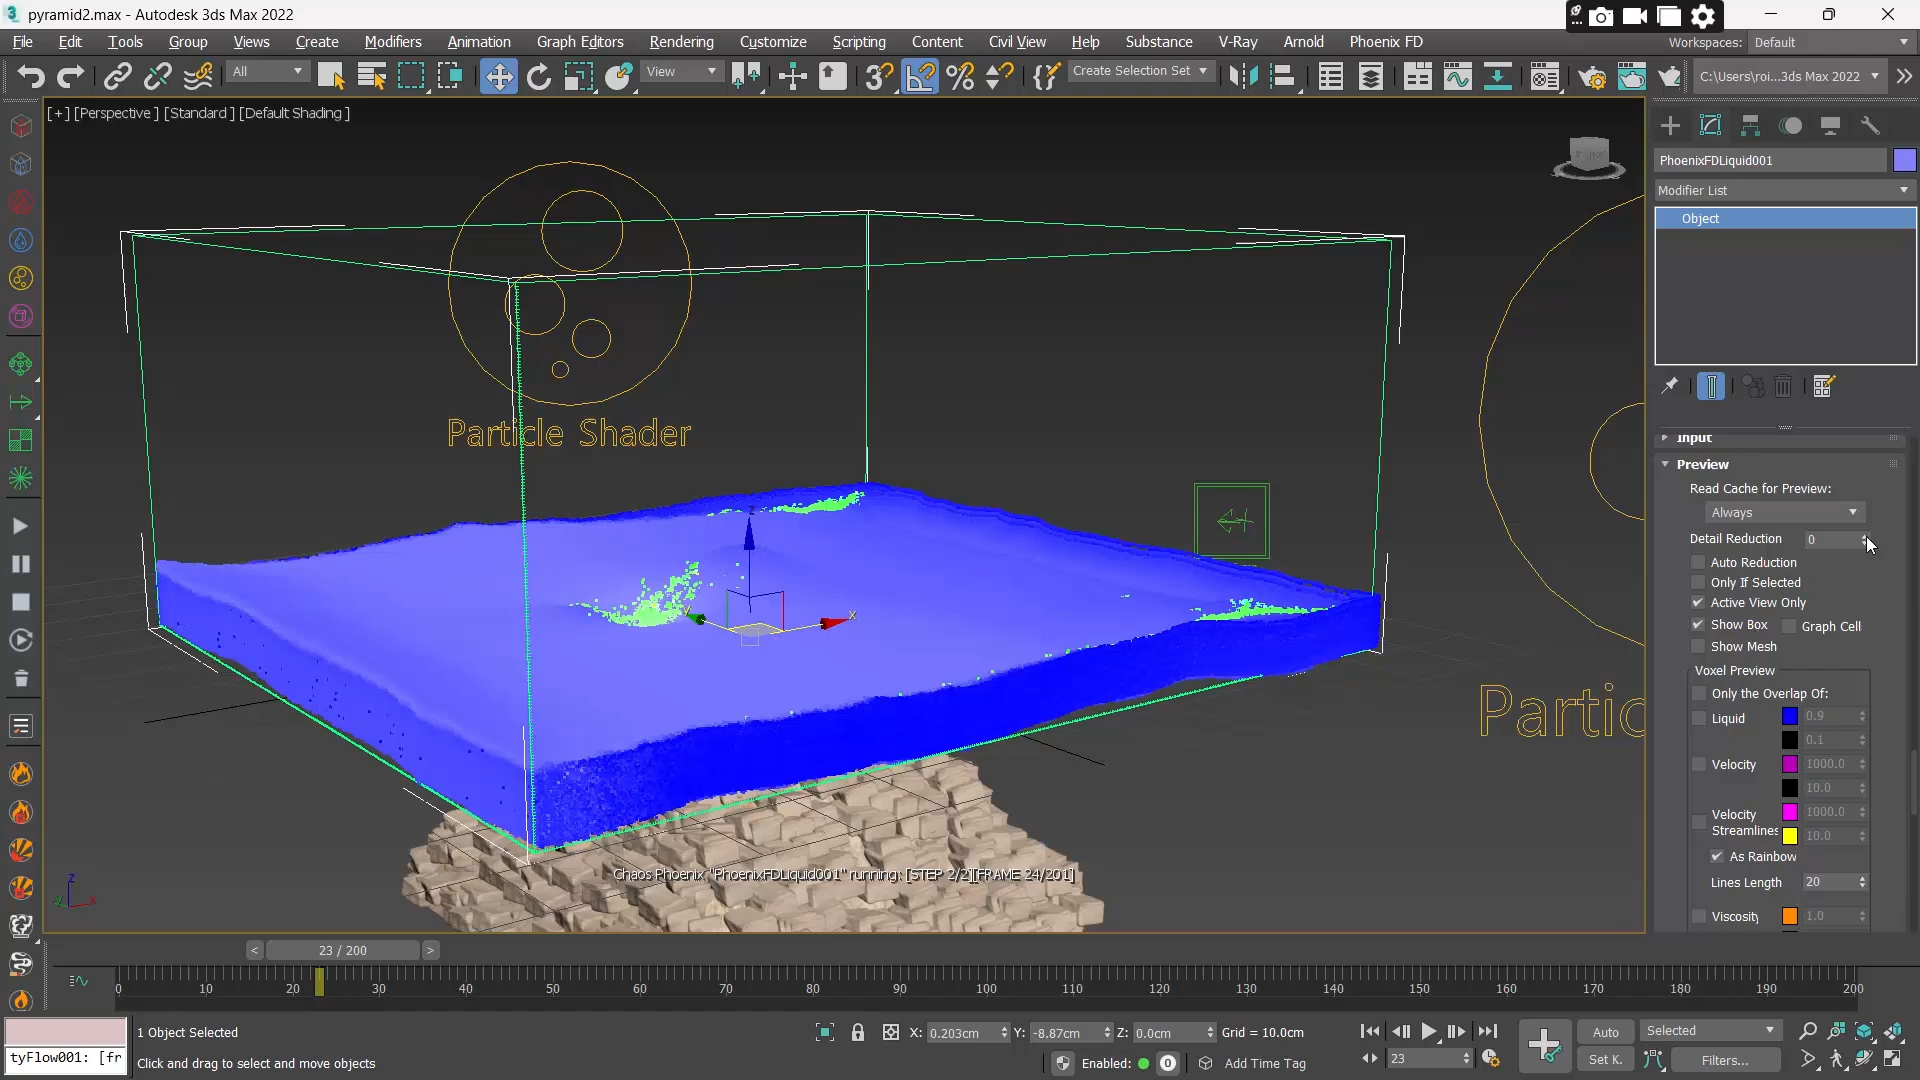 pyramid2.max - Autodesk 3ds Max 2022
File Edit Tools Group Views Create Modifiers Animation Graph Editors Rendering Customize Scripting Content Civil View Help Substance V-Ray Arnold Phoenix FD
Workspaces: Default
All
View
Create Selection Set
C:\Users\roi...3ds Max 2022
[+] [Perspective ] [Standard ] [Default Shading ]
PhoenixFDLiquid001
Modifier List
Object
Particle Shader
z
x
Input
Preview
Read Cache for Preview:
Always
Detail Reduction 0
Auto Reduction
Only If Selected
Active View Only
Show Box Graph Cell
Show Mesh
Voxel Preview
Only the Overlap Of:
Liquid 0.9
0.1
Velocity 1000.0
10.0
Velocity 1000.0
Streamlines 10.0
As Rainbow
Lines Length 20
Viscosity 1.0
Partic
Chaos Phoenix "PhoenixFDLiquid001" running: [STEP 2/2][FRAME 24/201]
z
y x
< 23 / 200 >
0 10 20 30 40 50 60 70 80 90 100 110 120 130 140 150 160 170 180 190 200
1 Object Selected
X: 0.203cm Y: -8.87cm Z: 0.0cm Grid = 10.0cm
Auto
Selected
tyFlow001: [fr
Click and drag to select and move objects
Enabled: 0
Add Time Tag
23
Set K.
Filters...